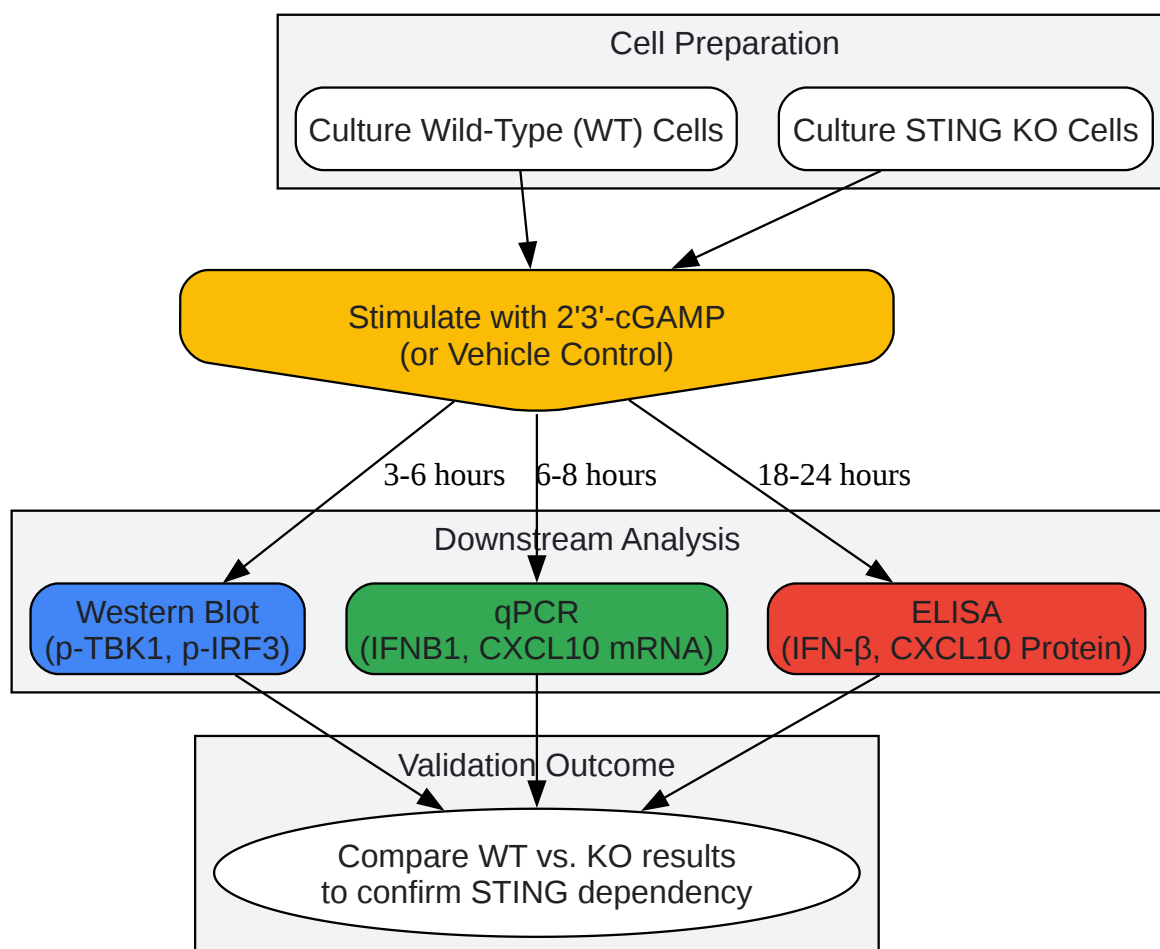 Cell Preparation
Culture Wild-Type (WT) Cells
Culture STING KO Cells
Stimulate with 2'3'-cGAMP
(or Vehicle Control)
3-6 hours
6-8 hours
18-24 hours
Downstream Analysis
Western Blot
(p-TBK1, p-IRF3)
qPCR
(IFNB1, CXCL10 mRNA)
ELISA
(IFN-β, CXCL10 Protein)
Validation Outcome
Compare WT vs. KO results
to confirm STING dependency